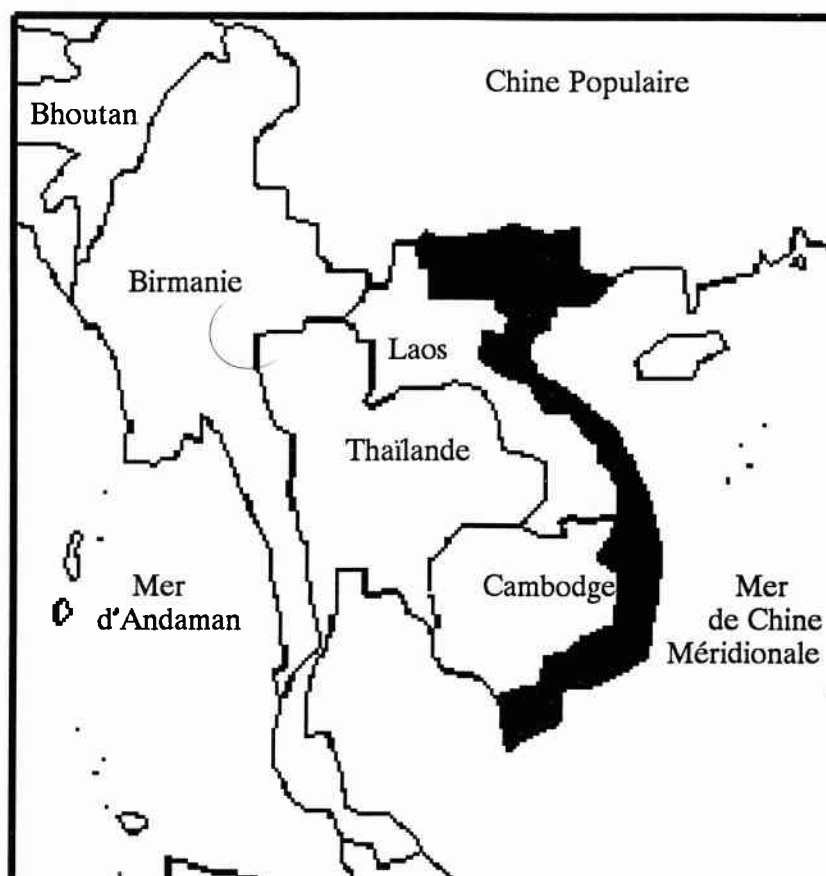 Chine Populaire
Bhoutan
Birmanie
Laos
Thaïlande
Cambodge
Mer
d'Andaman
Mer
de Chine
Méridionale